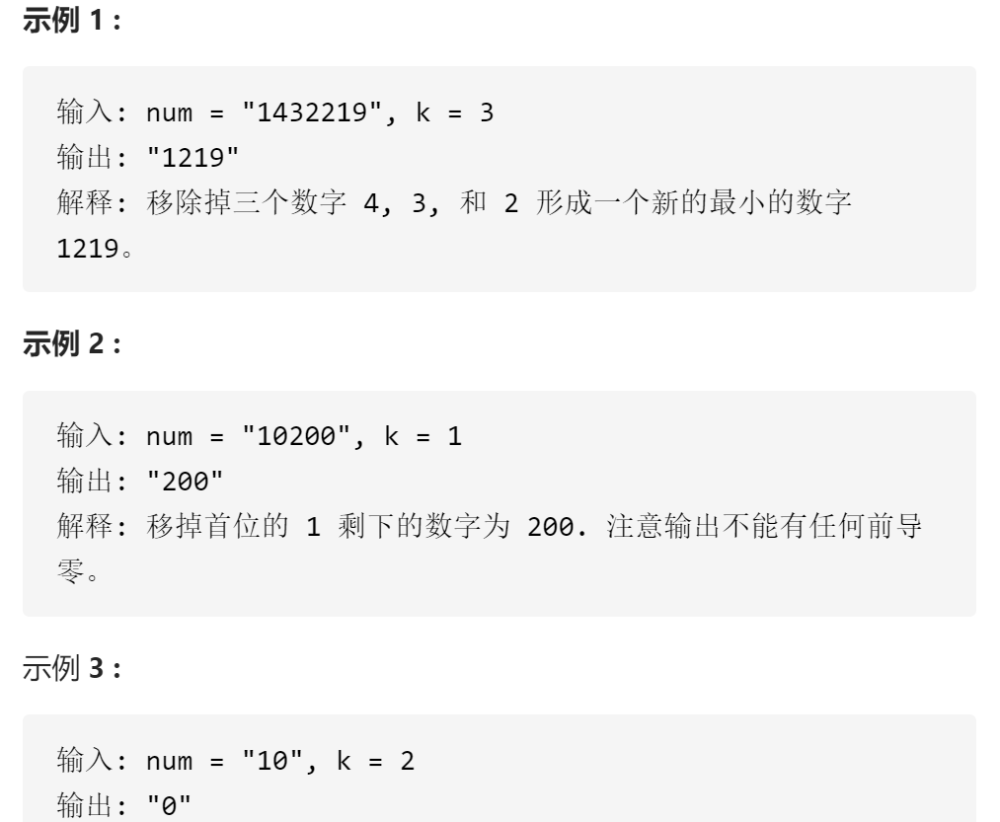 示例 1：
输入: num = "1432219", k = 3
输出: "1219"
解释: 移除掉三个数字 4, 3, 和 2 形成一个新的最小的数字
1219。
示例 2：
输入: num = "10200", k = 1
输出: "200"
解释: 移掉首位的 1 剩下的数字为 200. 注意输出不能有任何前导
零。
示例 3：
输入: num = "10", k = 2
输出: "0"